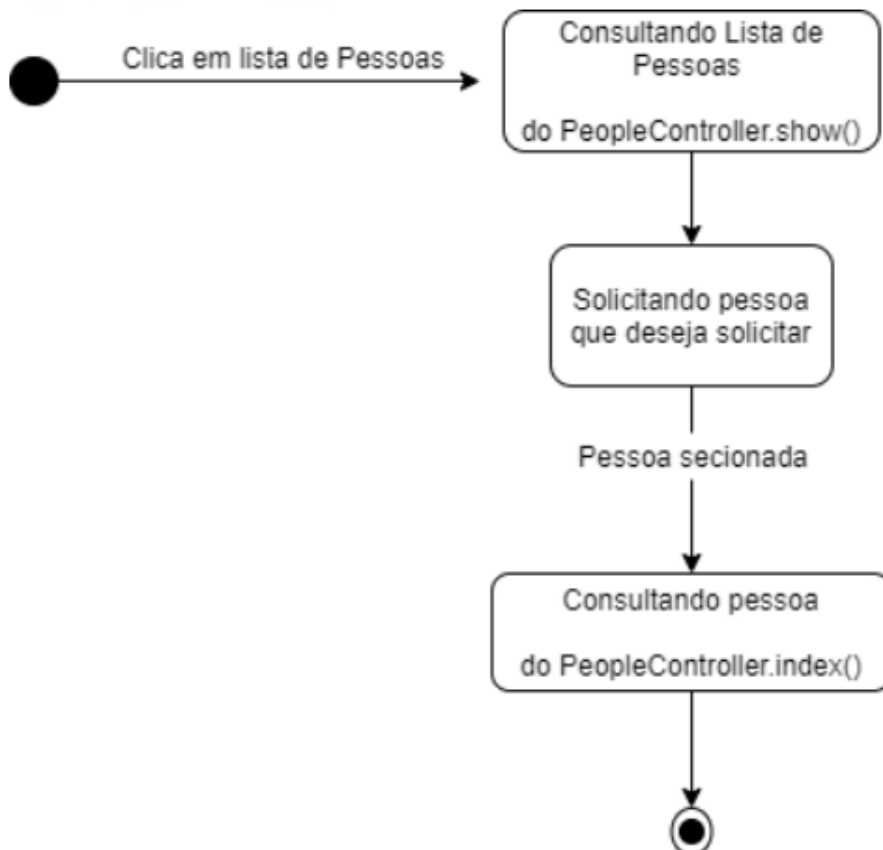 Clica em lista de Pessoas
Consultando Lista de
Pessoas
do PeopleController.show()
Solicitando pessoa
que deseja solicitar
Pessoa secionada
Consultando pessoa
do PeopleController.index()